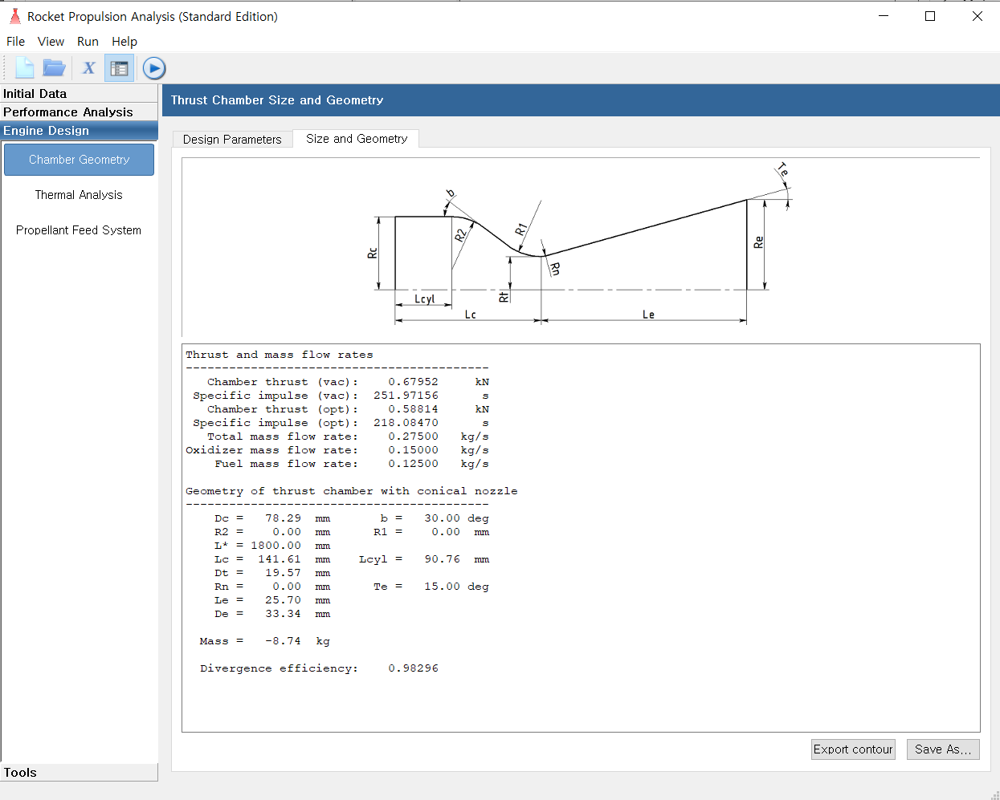 Rocket Propulsion Analysis (Standard Edition)
File View Run Help
X
Initial Data
Performance Analysis
Engine Design
Chamber Geometry
Thermal Analysis
Propellant Feed System
Tools
Thrust Chamber Size and Geometry
Design Parameters Size and Geometry
Te
b
R2
R1
Rc
Rn
Re
Rt
Lcyl
Lc
Le
Thrust and mass flow rates
------------------------------------------
Chamber thrust (vac): 0.67952 kN
Specific impulse (vac): 251.97156 s
Chamber thrust (opt): 0.58814 kN
Specific impulse (opt): 218.08470 s
Total mass flow rate: 0.27500 kg/s
Oxidizer mass flow rate: 0.15000 kg/s
Fuel mass flow rate: 0.12500 kg/s
Geometry of thrust chamber with conical nozzle
------------------------------------------
Dc = 78.29 mm b = 30.00 deg
R2 = 0.00 mm R1 = 0.00 mm
L* = 1800.00 mm
Lc = 141.61 mm Lcyl = 90.76 mm
Dt = 19.57 mm
Rn = 0.00 mm Te = 15.00 deg
Le = 25.70 mm
De = 33.34 mm
Mass = -8.74 kg
Divergence efficiency: 0.98296
Export contour Save As...